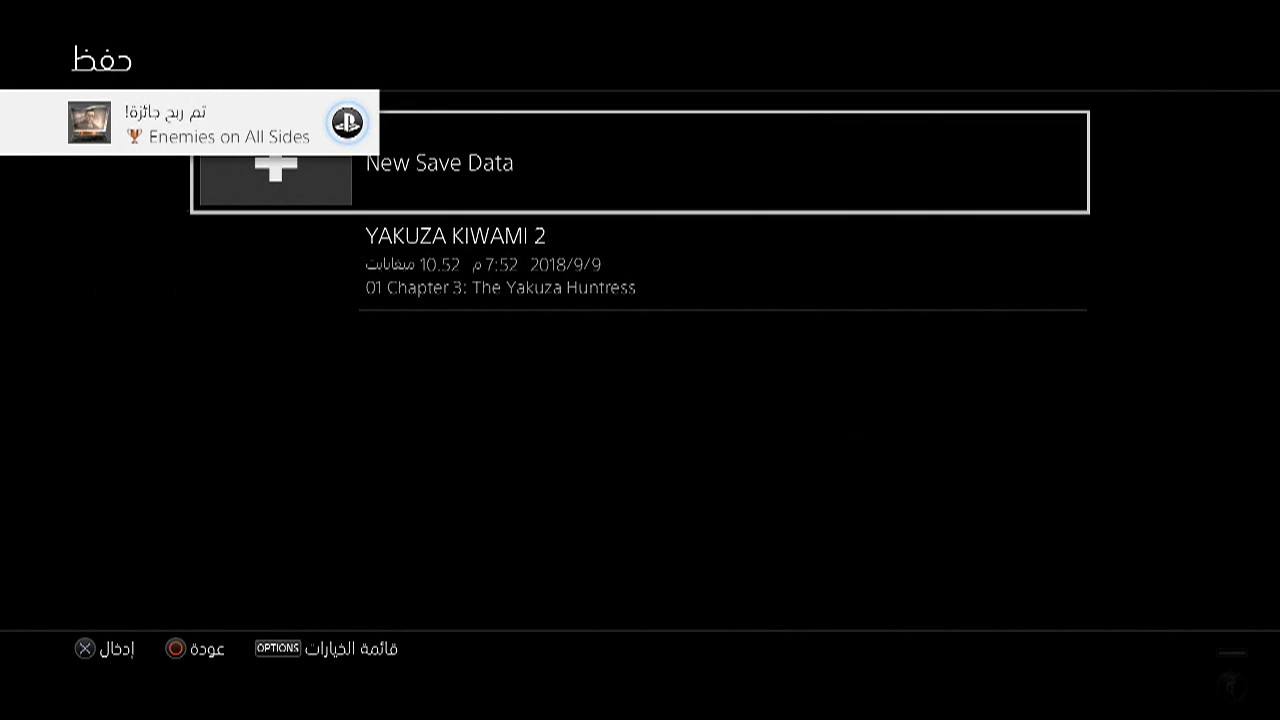 حفظ
تم ربح جائزة!
Enemies on All Sides
New Save Data
YAKUZA KIWAMI 2
2018/9/9 7:52 م 10.52 ميغابايت
01 Chapter 3: The Yakuza Huntress
إدخال عودة OPTIONS قائمة الخيارات